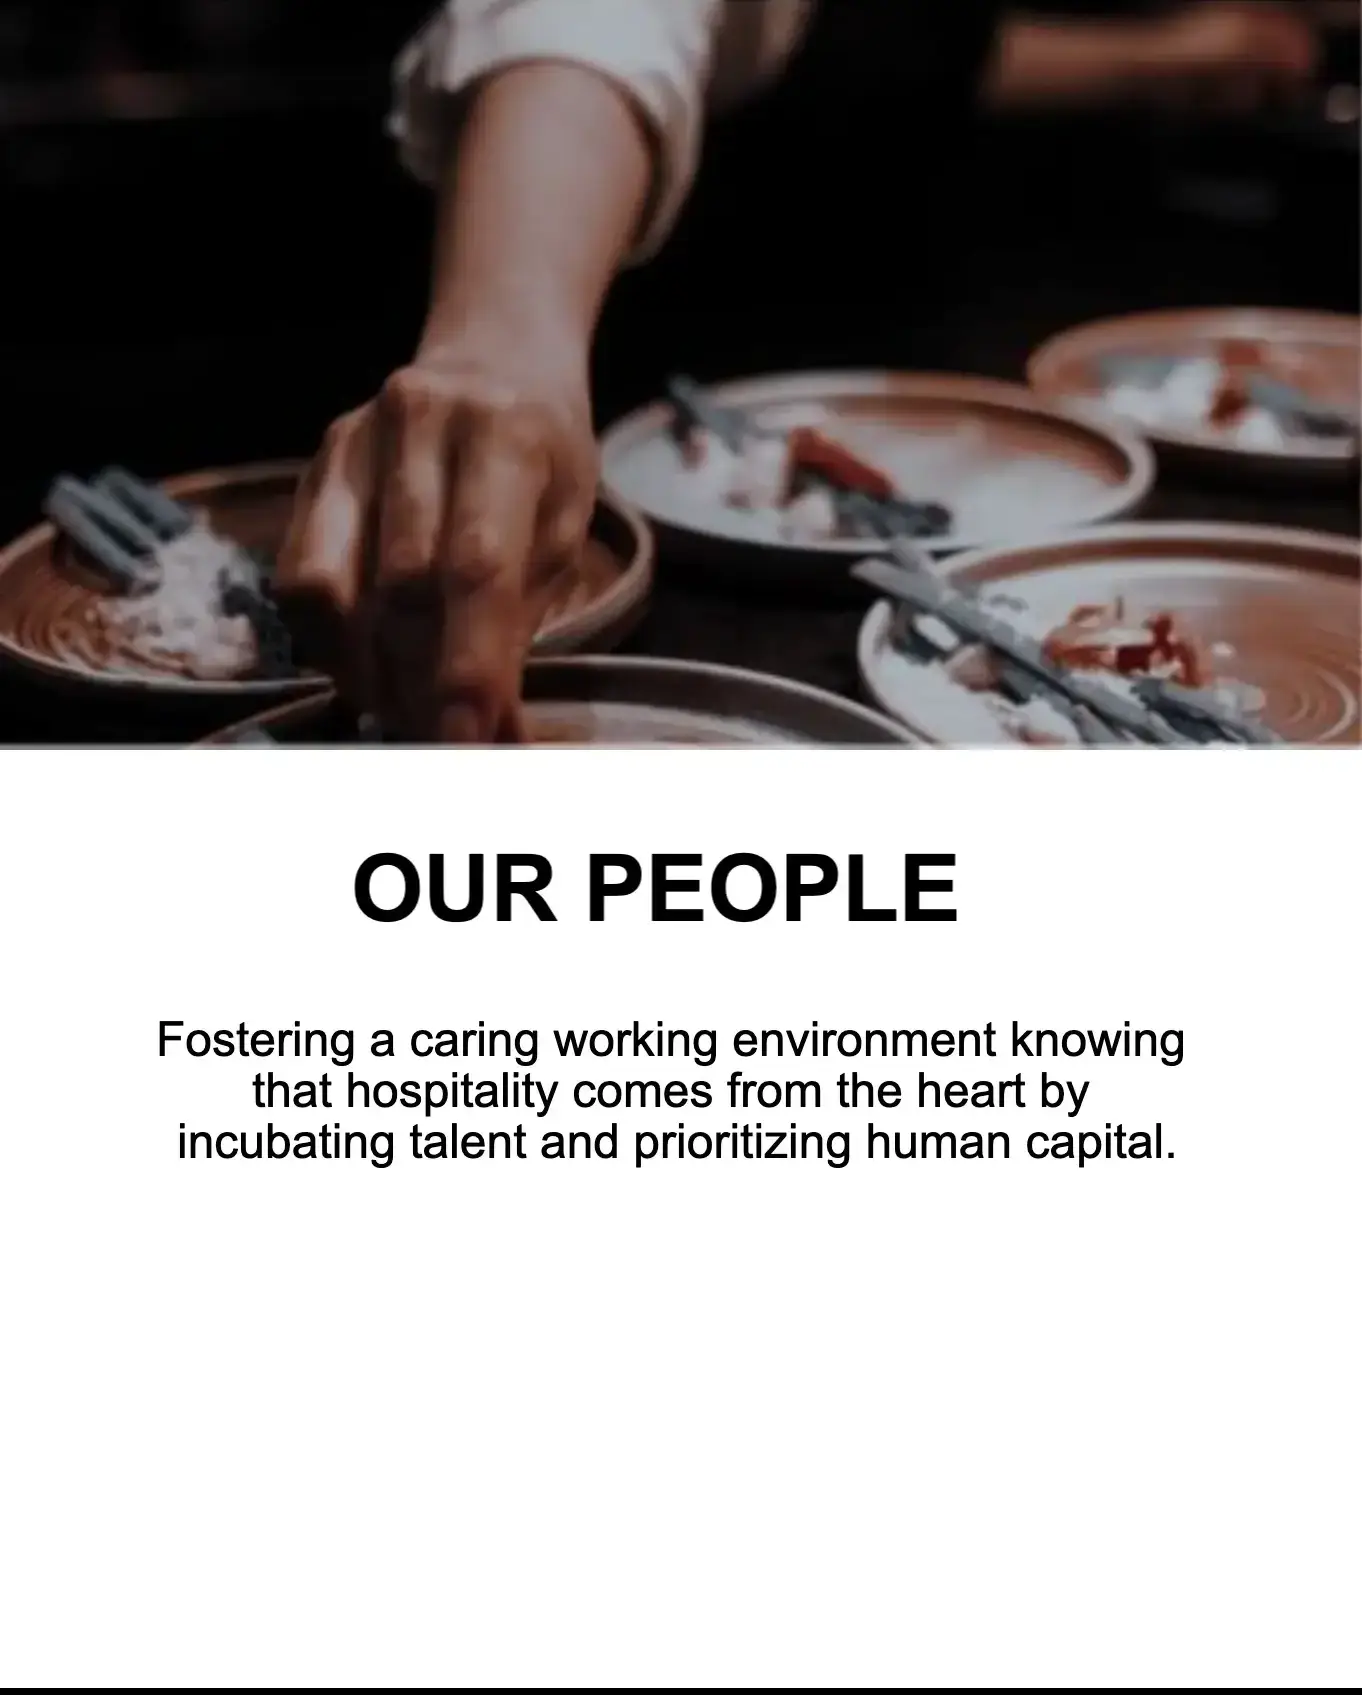 OUR PEOPLE
Fostering a caring working environment knowing
that hospitality comes from the heart by
incubating talent and prioritizing human capital.